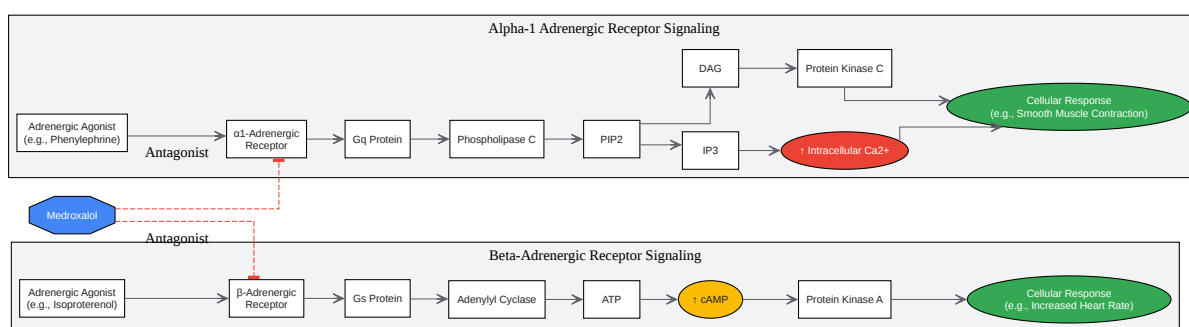 Alpha-1 Adrenergic Receptor Signaling
DAG
Protein Kinase C
Cellular Response
(e.g., Smooth Muscle Contraction)
Adrenergic Agonist
(e.g., Phenylephrine)
Antagonist
α1-Adrenergic
Receptor
Gq Protein
Phospholipase C
PIP2
IP3
↑ Intracellular Ca2+
Medroxalol
Antagonist
Beta-Adrenergic Receptor Signaling
Adrenergic Agonist
(e.g., Isoproterenol)
β-Adrenergic
Receptor
Gs Protein
Adenylyl Cyclase
ATP
↑ cAMP
Protein Kinase A
Cellular Response
(e.g., Increased Heart Rate)